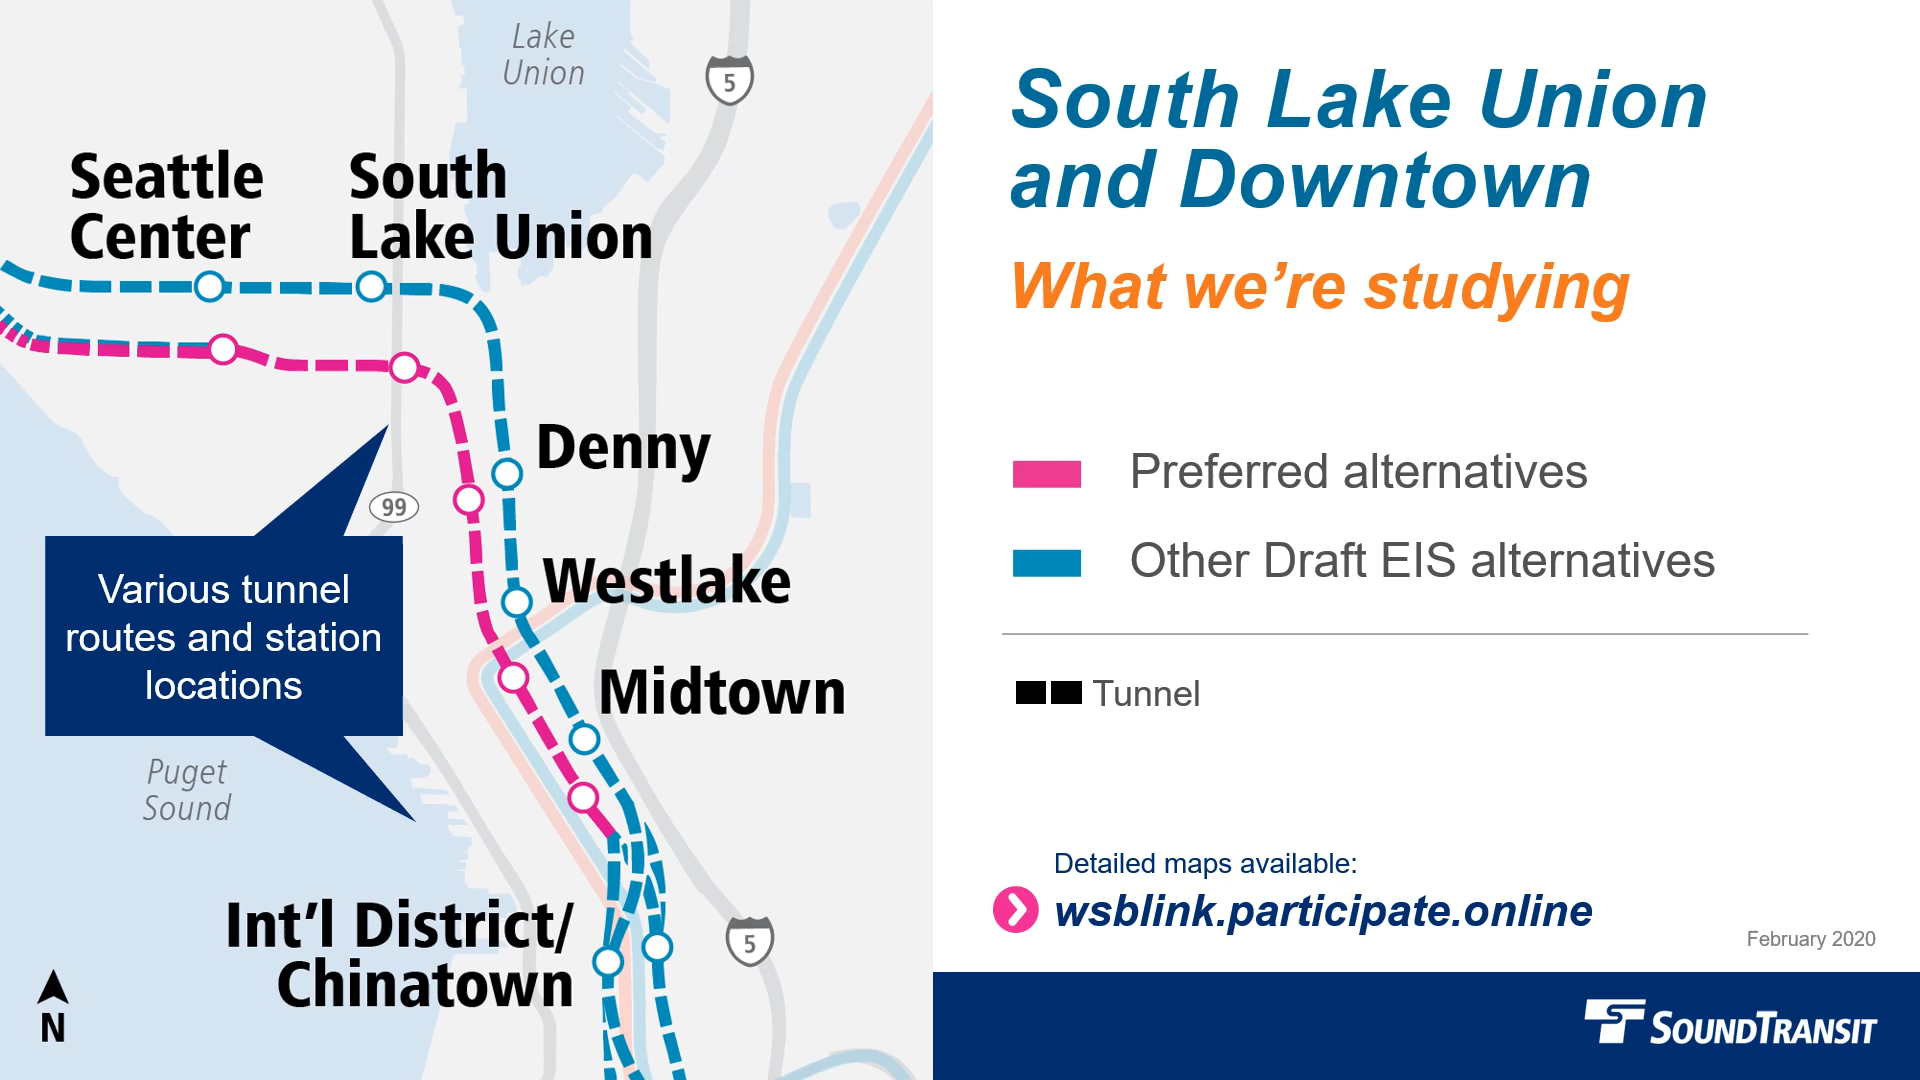 Lake
Union
5
Seattle
Center
South
Lake Union
Denny
99
Westlake
Various tunnel
routes and station
locations
Midtown
Puget
Sound
Int'l District/
Chinatown
5
N
South Lake Union
and Downtown
What we're studying
Preferred alternatives
Other Draft EIS alternatives
Tunnel
Detailed maps available:
wsblink.participate.online
February 2020
SOUNDTRANSIT